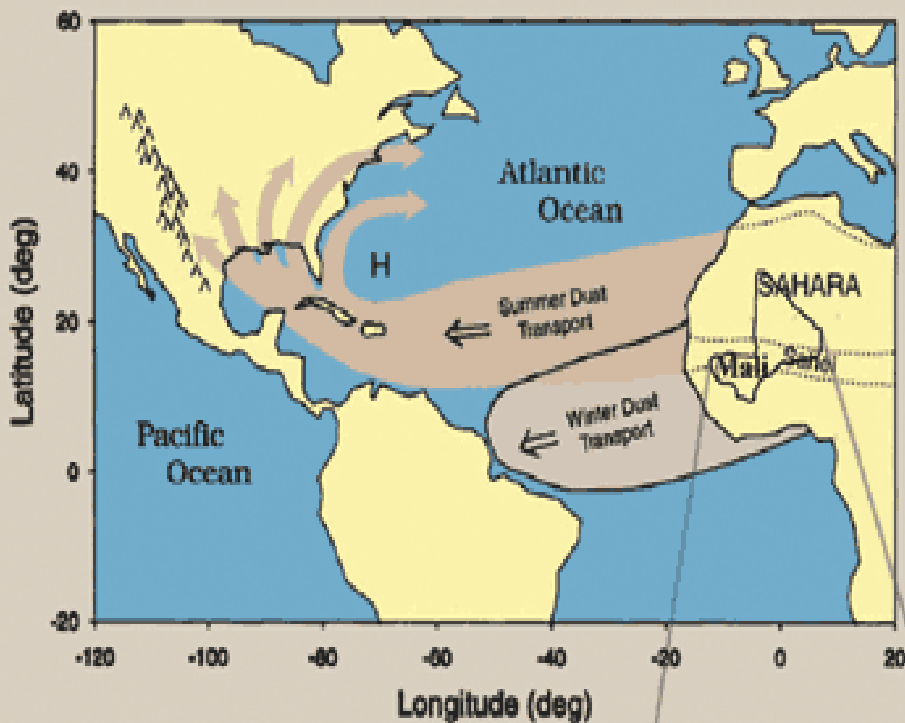 60
40
20
0
-20
-120
-100
-80
-60
-40
-20
0
20
Latitude (deg)
Longitude (deg)
Atlantic
Ocean
H
SAHARA
Summer Dust
Transport
Mali
Winter Dust
Transport
Pacific
Ocean